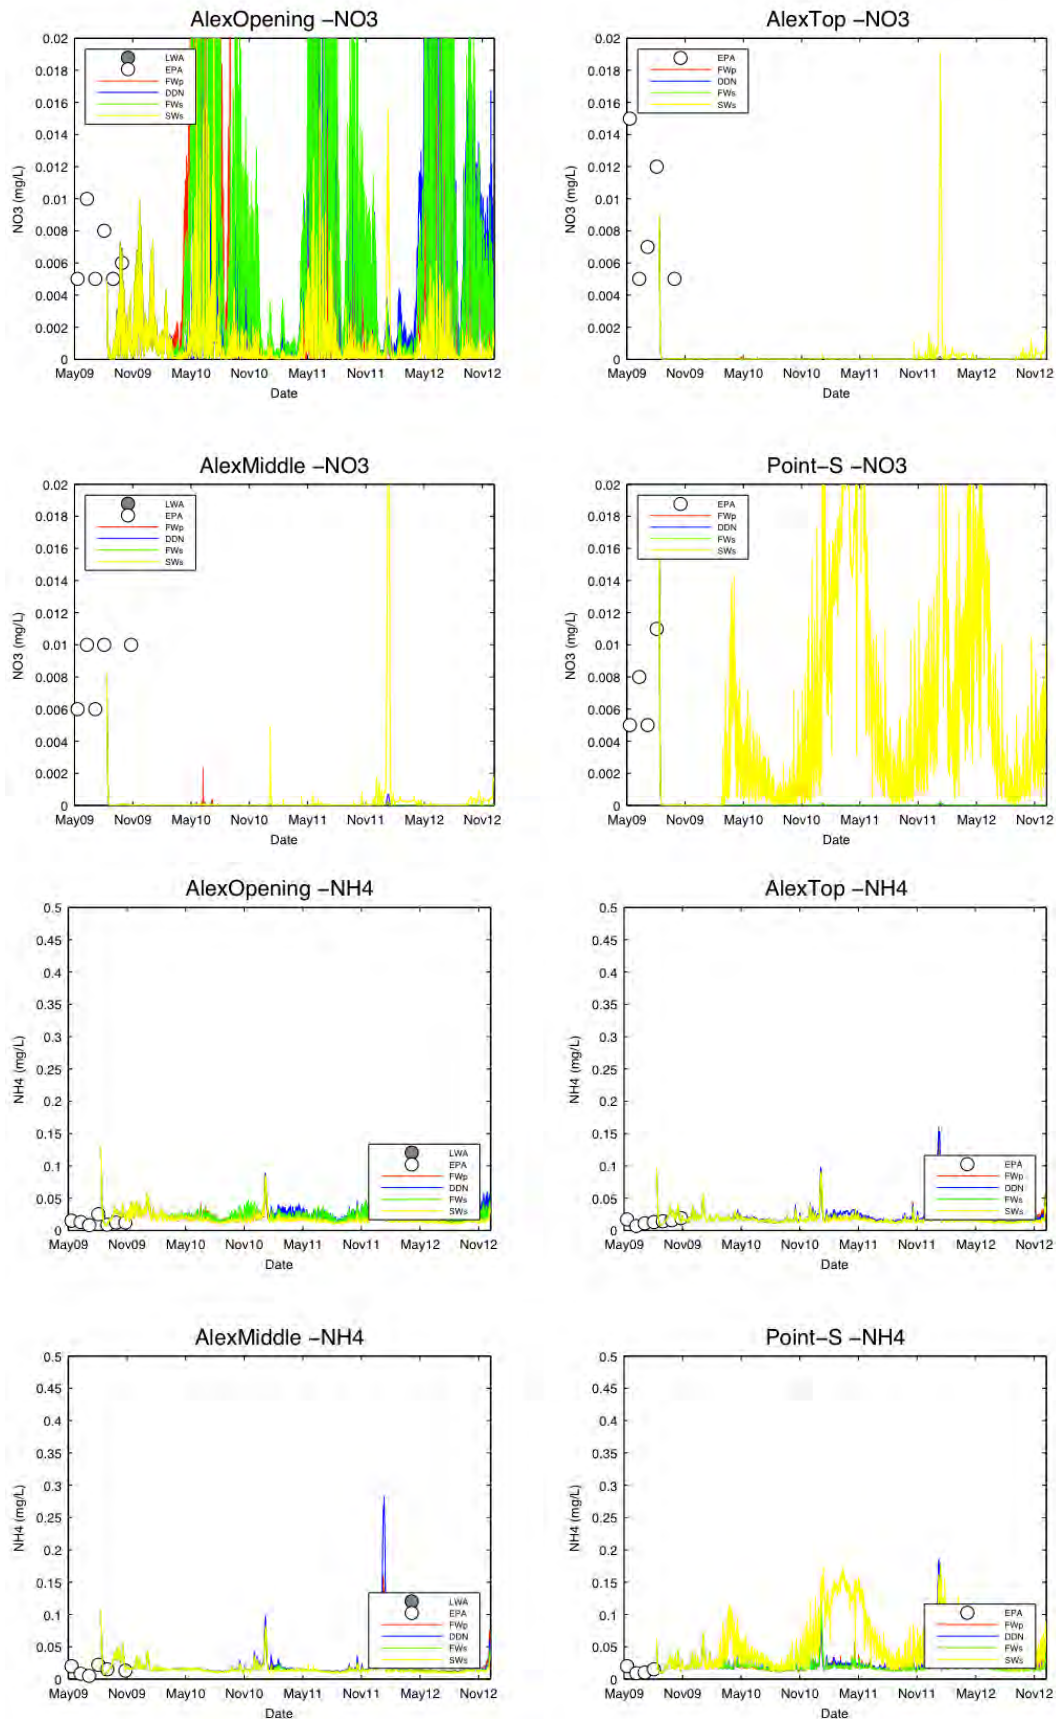 AlexOpening −NO3
0.02
0.018
0.016
0.014
0.012
0.01
0.008
0.006
0.004
0.002
0
NO3 (mg/L)
LWA
EPA
FWp
DDN
FWs
SWs
May09 Nov09 May10 Nov10 May11 Nov11 May12 Nov12
Date
AlexTop −NO3
0.02
0.018
0.016
0.014
0.012
0.01
0.008
0.006
0.004
0.002
0
NO3 (mg/L)
EPA
FWp
DDN
FWs
SWs
May09 Nov09 May10 Nov10 May11 Nov11 May12 Nov12
Date
AlexMiddle −NO3
0.02
0.018
0.016
0.014
0.012
0.01
0.008
0.006
0.004
0.002
0
NO3 (mg/L)
LWA
EPA
FWp
DDN
FWs
SWs
May09 Nov09 May10 Nov10 May11 Nov11 May12 Nov12
Date
Point−S −NO3
0.02
0.018
0.016
0.014
0.012
0.01
0.008
0.006
0.004
0.002
0
NO3 (mg/L)
EPA
FWp
DDN
FWs
SWs
May09 Nov09 May10 Nov10 May11 Nov11 May12 Nov12
Date
AlexOpening −NH4
0.5
0.45
0.4
0.35
0.3
0.25
0.2
0.15
0.1
0.05
0
NH4 (mg/L)
LWA
EPA
FWp
DDN
FWs
SWs
May09 Nov09 May10 Nov10 May11 Nov11 May12 Nov12
Date
AlexTop −NH4
0.5
0.45
0.4
0.35
0.3
0.25
0.2
0.15
0.1
0.05
0
NH4 (mg/L)
EPA
FWp
DDN
FWs
SWs
May09 Nov09 May10 Nov10 May11 Nov11 May12 Nov12
Date
AlexMiddle −NH4
0.5
0.45
0.4
0.35
0.3
0.25
0.2
0.15
0.1
0.05
0
NH4 (mg/L)
LWA
EPA
FWp
DDN
FWs
SWs
May09 Nov09 May10 Nov10 May11 Nov11 May12 Nov12
Date
Point−S −NH4
0.5
0.45
0.4
0.35
0.3
0.25
0.2
0.15
0.1
0.05
0
NH4 (mg/L)
EPA
FWp
DDN
FWs
SWs
May09 Nov09 May10 Nov10 May11 Nov11 May12 Nov12
Date